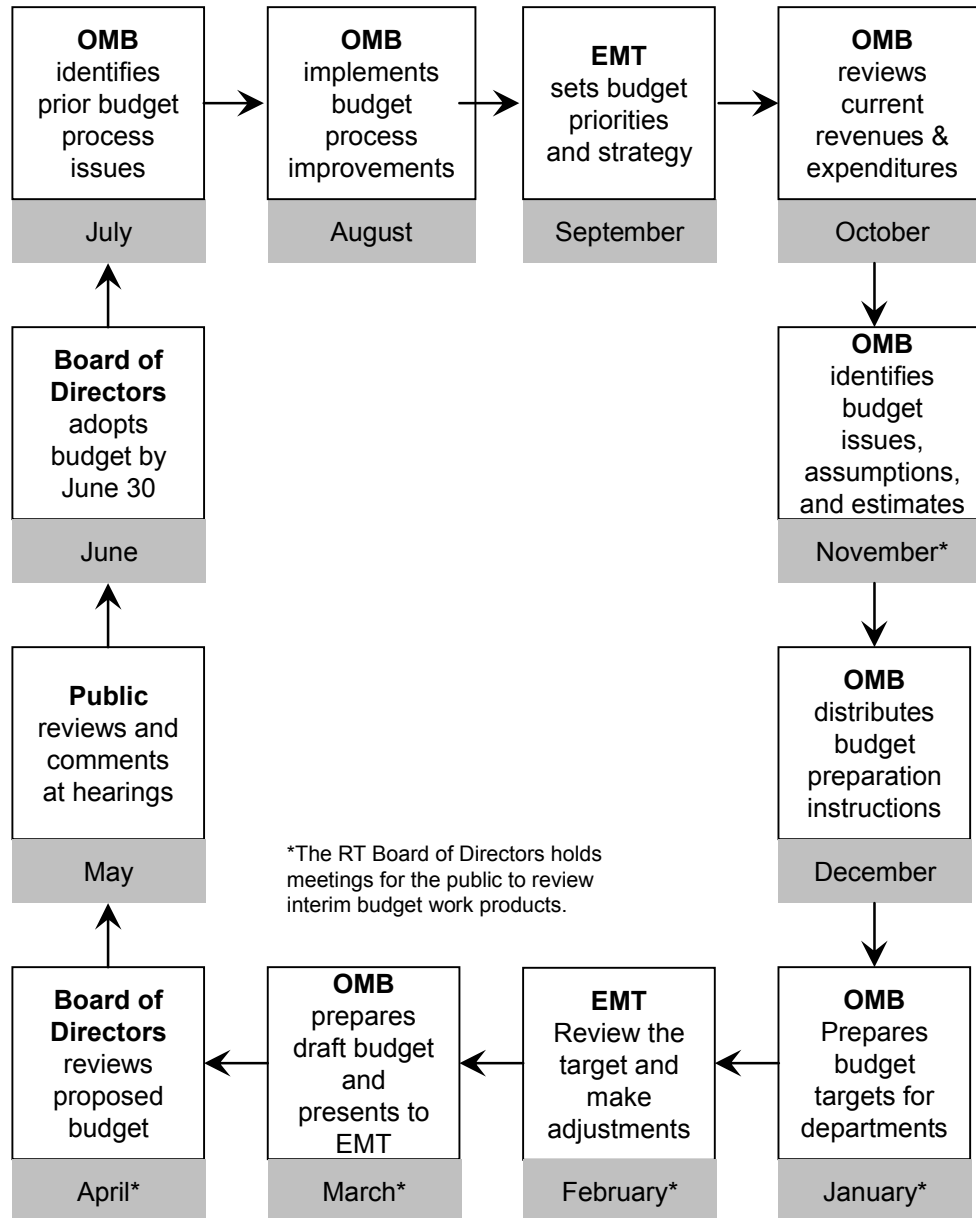 OMB
identifies
prior budget
process
issues
July
OMB
implements
budget
process
improvements
August
EMT
sets budget
priorities
and strategy
September
OMB
reviews
current
revenues &
expenditures
October
OMB
identifies
budget
issues,
assumptions,
and estimates
November*
OMB
distributes
budget
preparation
instructions
December
OMB
Prepares
budget
targets for
departments
January*
EMT
Review the
target and
make
adjustments
February*
OMB
prepares
draft budget
and
presents to
EMT
March*
Board of
Directors
reviews
proposed
budget
April*
Public
reviews and
comments
at hearings
May
Board of
Directors
adopts
budget by
June 30
June
*The RT Board of Directors holds
meetings for the public to review
interim budget work products.